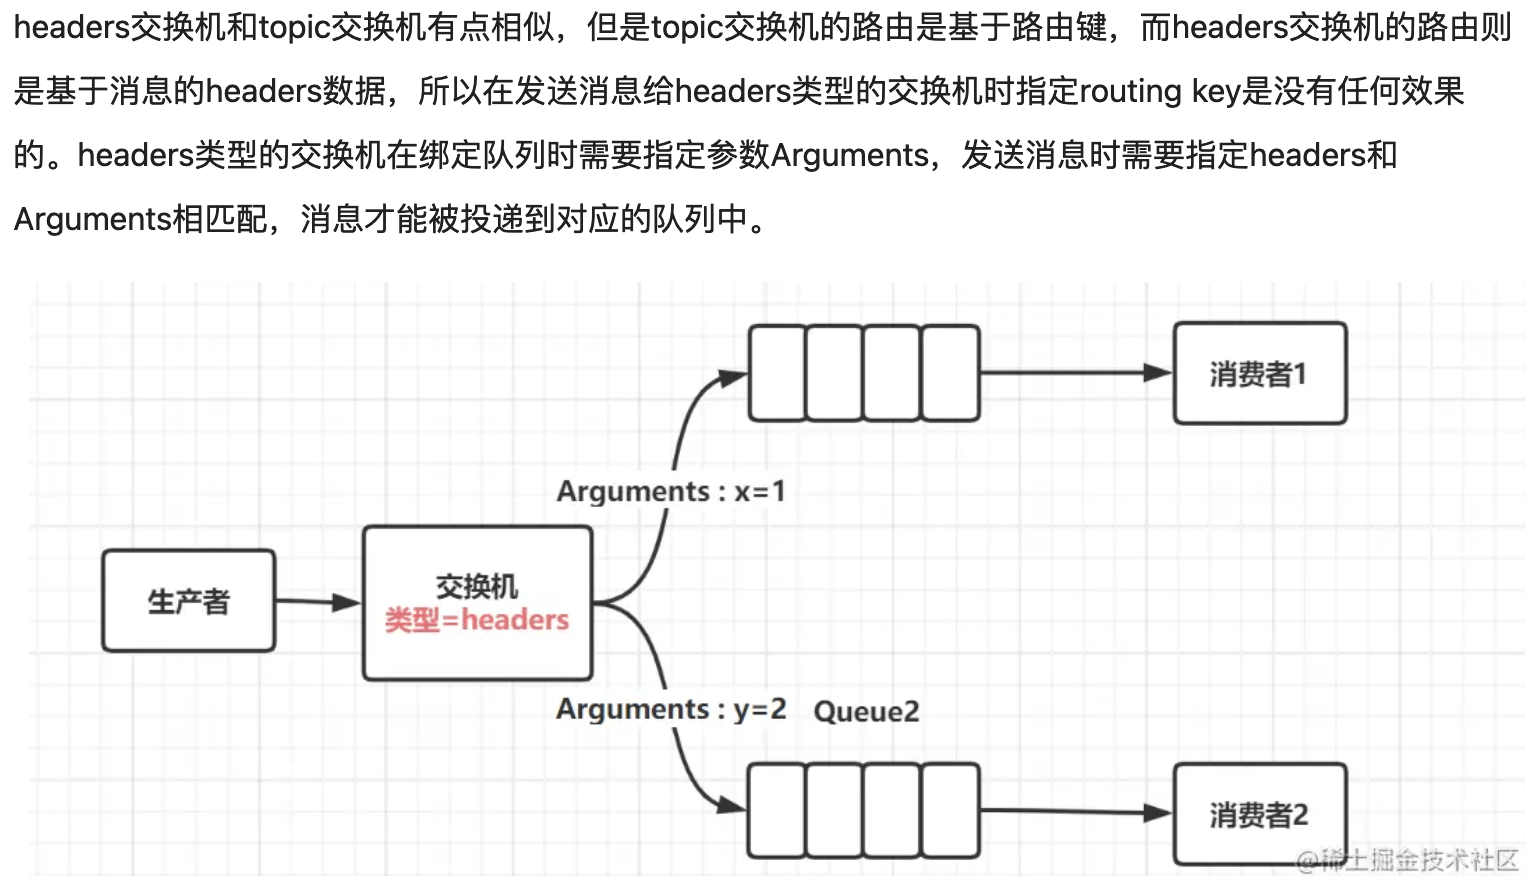 headers交换机和topic交换机有点相似，但是topic交换机的路由是基于路由键，而headers交换机的路由则
是基于消息的headers数据，所以在发送消息给headers类型的交换机时指定routing key是没有任何效果
的。headers类型的交换机在绑定队列时需要指定参数Arguments，发送消息时需要指定headers和
Arguments相匹配，消息才能被投递到对应的队列中。
消费者1
Arguments : x=1
生产者
交换机
类型=headers
Arguments : y=2
Queue2
消费者2
@稀土掘金技术社区